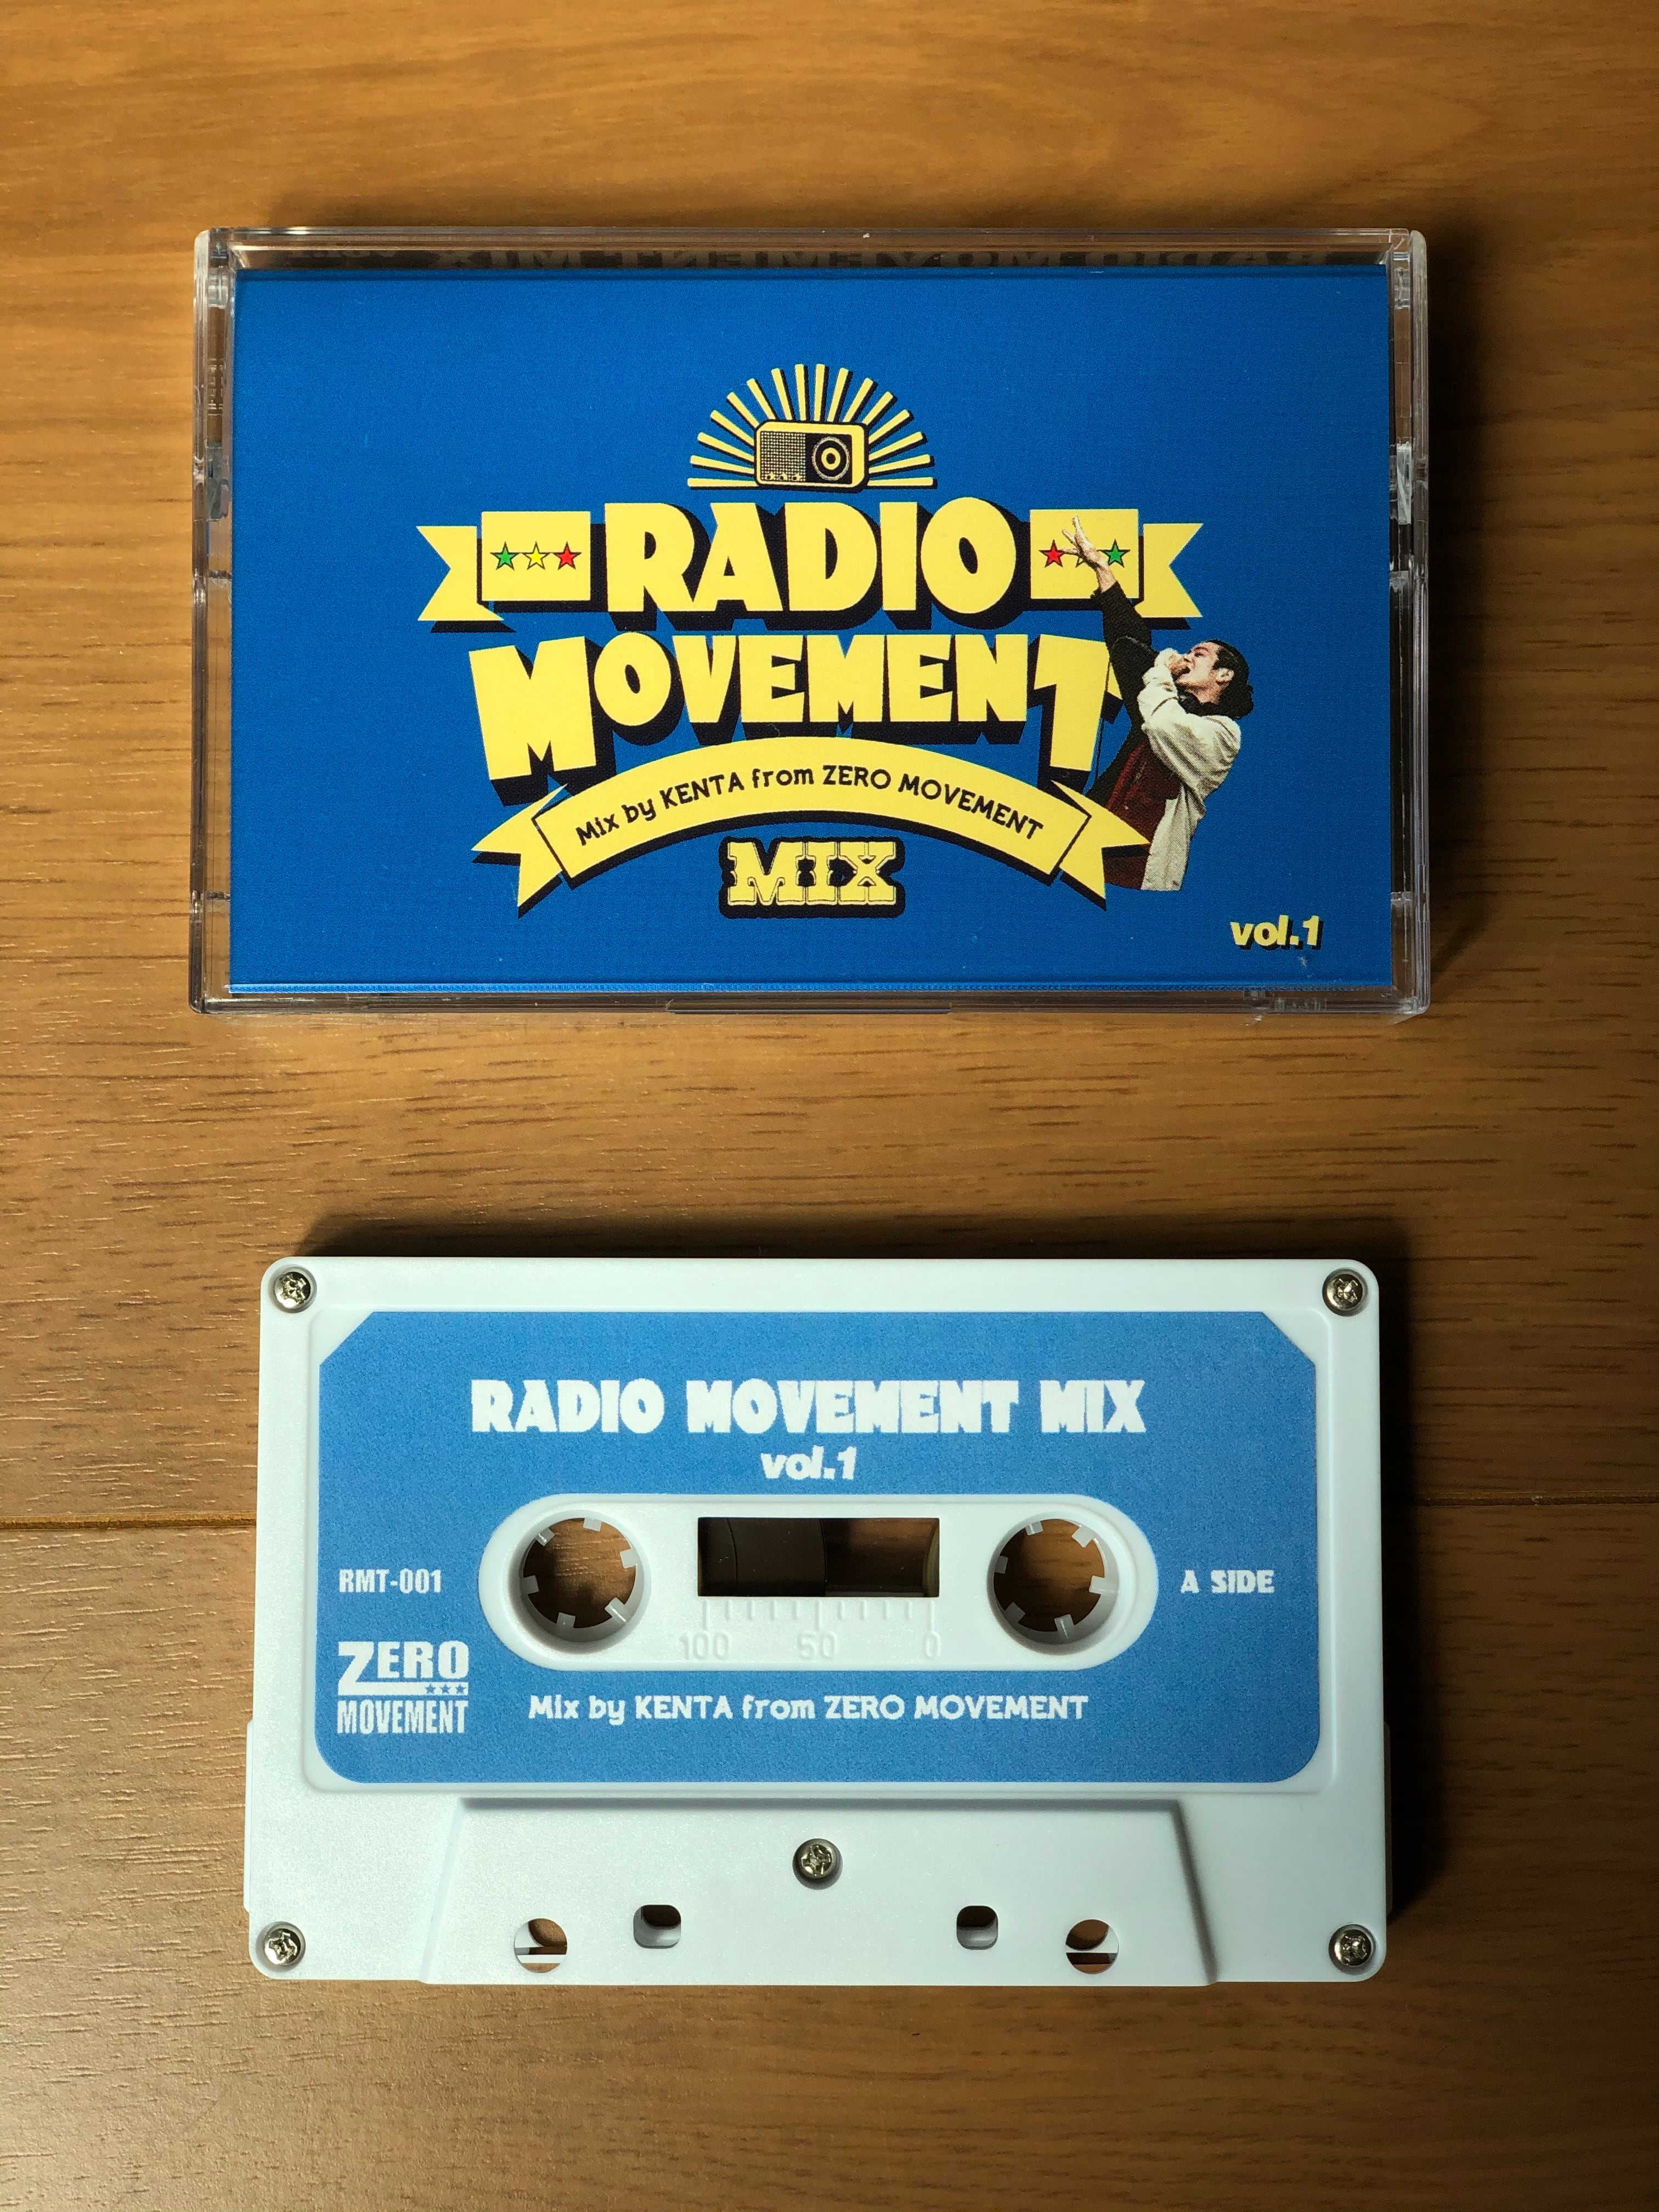 RADIO
MOVEMENT
Mix by KENTA from ZERO MOVEMENT
MIX
vol.1
RADIO MOVEMENT MIX
vol.1
RMT-001
A SIDE
100 50 0
ZERO
MOVEMENT
Mix by KENTA from ZERO MOVEMENT